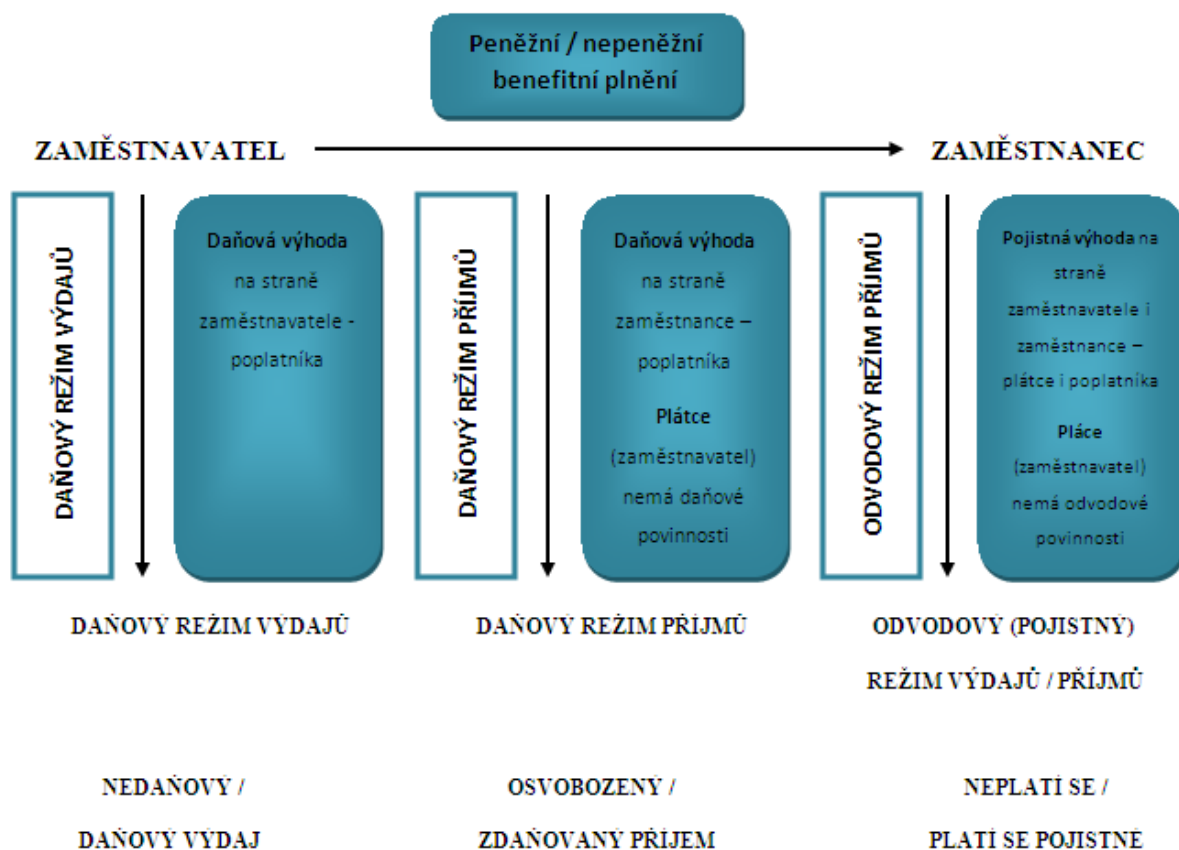 Peněžní / nepeněžní
benefitní plnění
ZAMĚSTNAVATEL
ZAMĚSTNANEC
DAŇOVÝ REŽIM VÝDAJŮ
Daňová výhoda
na straně
zaměstnavatele -
poplatníka
DAŇOVÝ REŽIM PŘÍJMŮ
Daňová výhoda
na straně
zaměstnance –
poplatníka
Plátce
(zaměstnavatel)
nemá daňové
povinnosti
ODVODOVÝ REŽIM PŘÍJMŮ
Pojistná výhoda na
straně
zaměstnavatele i
zaměstnance –
plátce i poplatníka
Pláce
(zaměstnavatel)
nemá odvodové
povinnosti
DAŇOVÝ REŽIM VÝDAJŮ
DAŇOVÝ REŽIM PŘÍJMŮ
ODVODOVÝ (POJISTNÝ)
REŽIM VÝDAJŮ / PŘÍJMŮ
NEDAŇOVÝ /
DAŇOVÝ VÝDAJ
OSVOBOZENÝ /
ZDAŇOVANÝ PŘÍJEM
NEPLATÍ SE /
PLATÍ SE POJISTNÉ